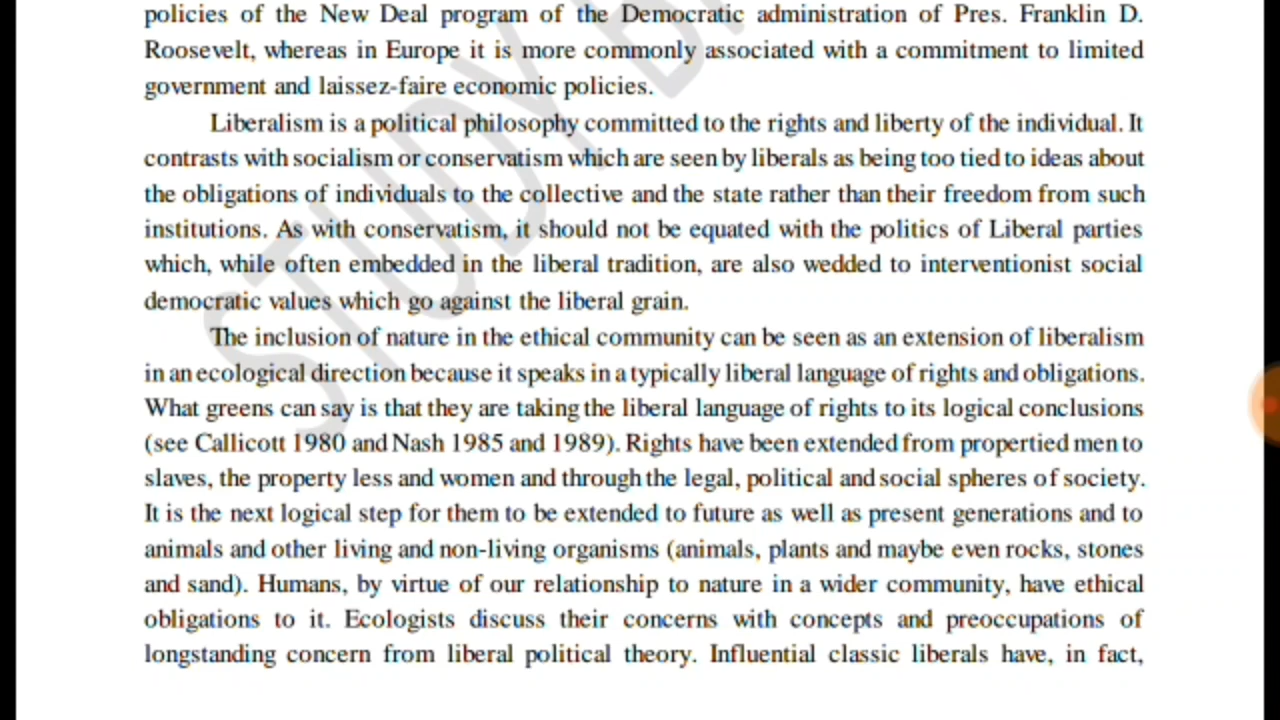 policies of the New Deal program of the Democratic administration of Pres. Franklin D.
Roosevelt, whereas in Europe it is more commonly associated with a commitment to limited
government and laissez-faire economic policies.
Liberalism is a political philosophy committed to the rights and liberty of the individual. It
contrasts with socialism or conservatism which are seen by liberals as being too tied to ideas about
the obligations of individuals to the collective and the state rather than their freedom from such
institutions. As with conservatism, it should not be equated with the politics of Liberal parties
which, while often embedded in the liberal tradition, are also wedded to interventionist social
democratic values which go against the liberal grain.
The inclusion of nature in the ethical community can be seen as an extension of liberalism
in an ecological direction because it speaks in a typically liberal language of rights and obligations.
What greens can say is that they are taking the liberal language of rights to its logical conclusions
(see Callicott 1980 and Nash 1985 and 1989). Rights have been extended from propertied men to
slaves, the property less and women and through the legal, political and social spheres of society.
It is the next logical step for them to be extended to future as well as present generations and to
animals and other living and non-living organisms (animals, plants and maybe even rocks, stones
and sand). Humans, by virtue of our relationship to nature in a wider community, have ethical
obligations to it. Ecologists discuss their concerns with concepts and preoccupations of
longstanding concern from liberal political theory. Influential classic liberals have, in fact,
STUDY